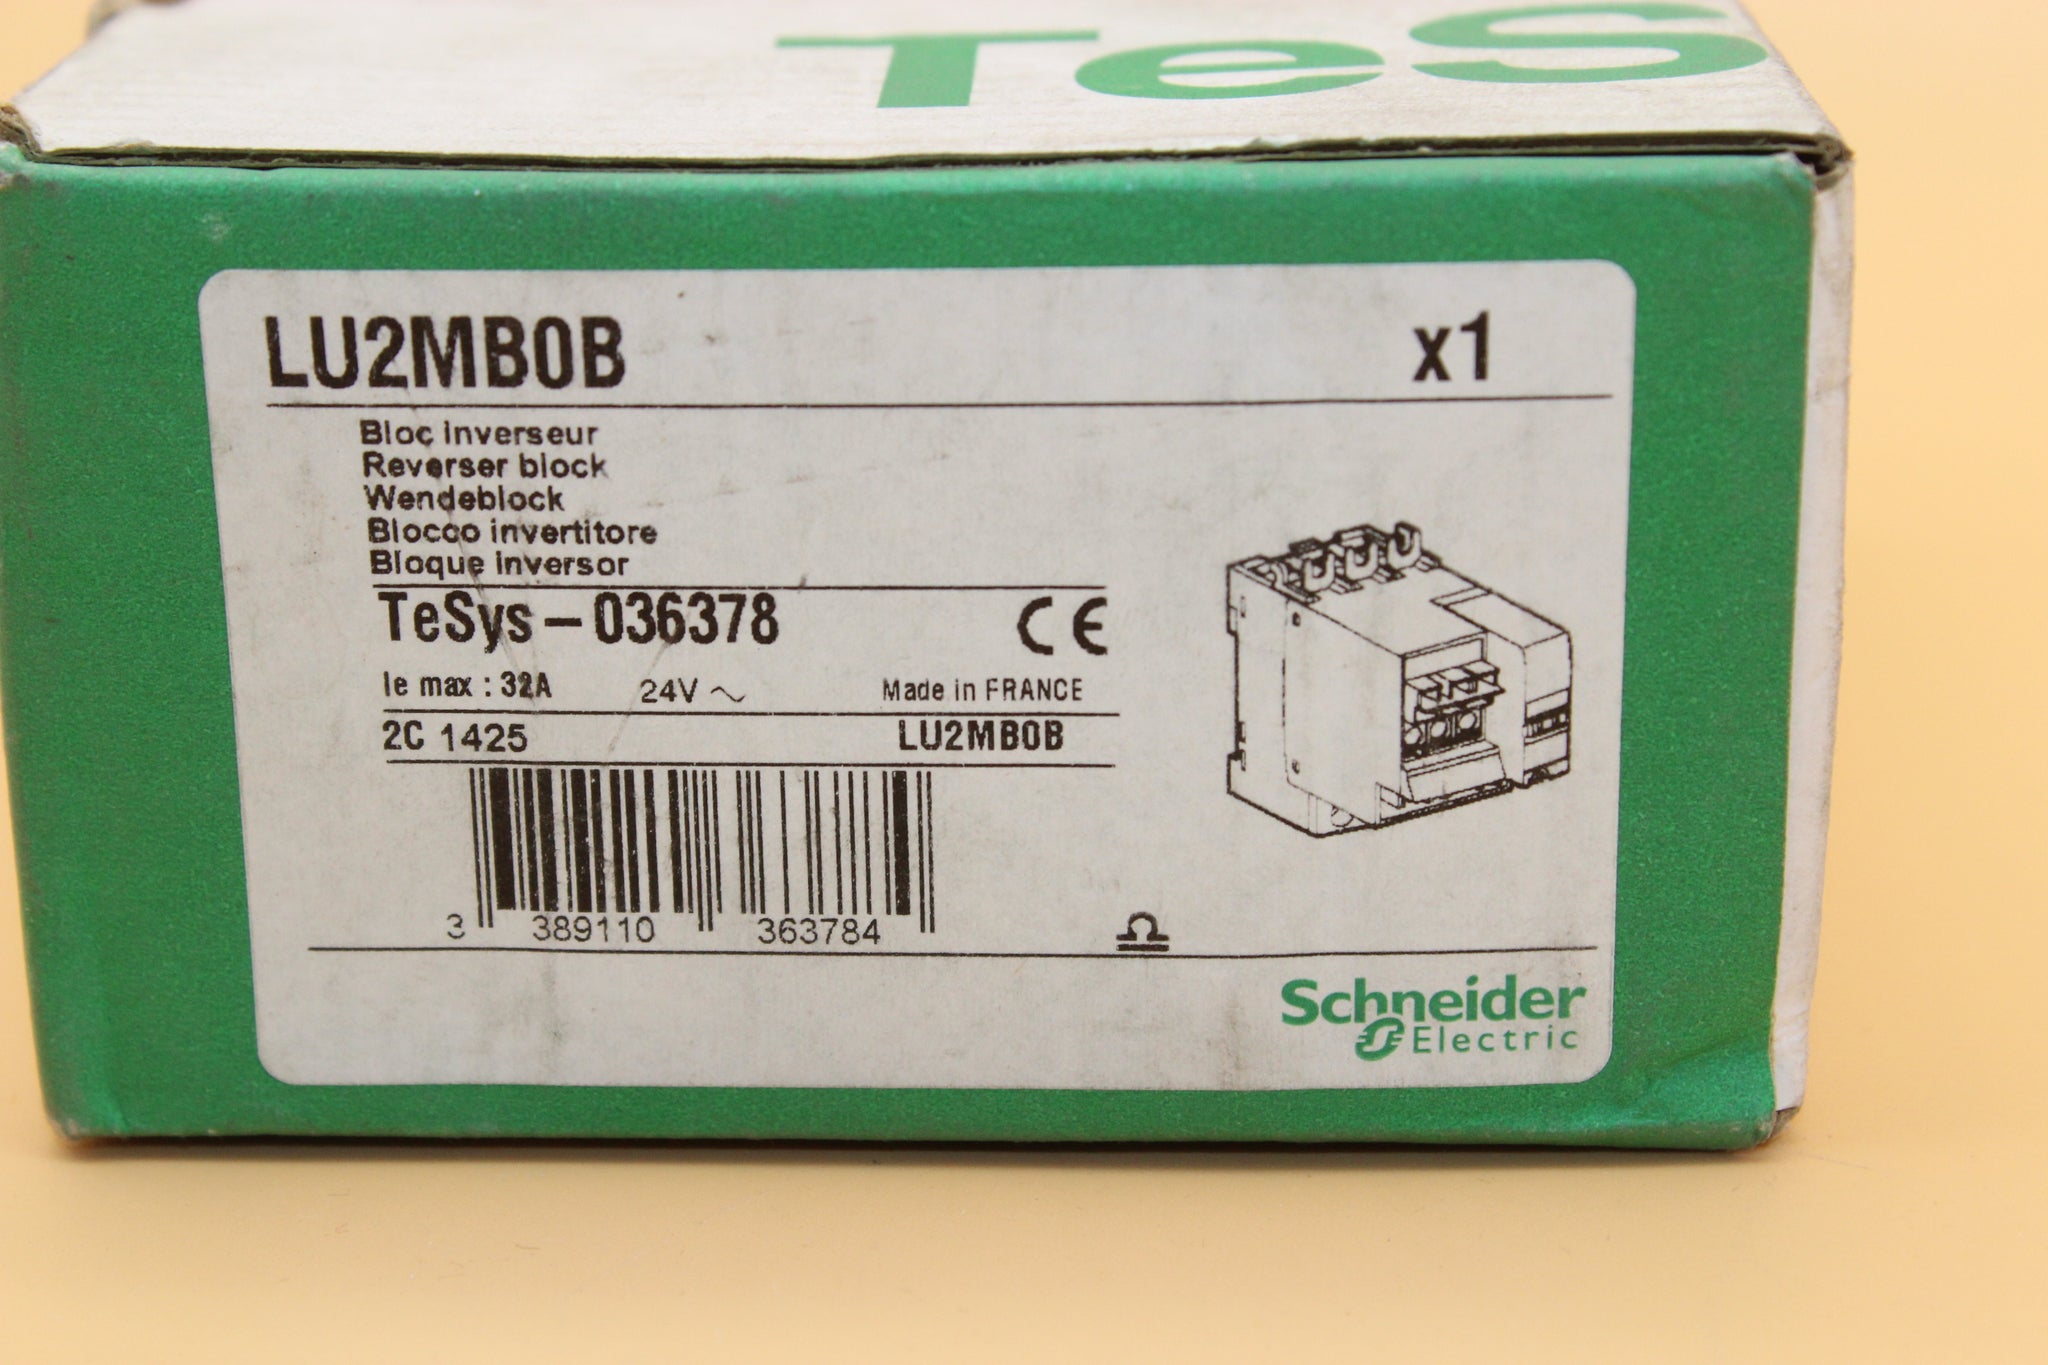 TeS
LU2MB0B x1
Bloc inverseur
Reverser block
Wendeblock
Blocco invertitore
Bloque inversor
TeSys-036378 CE
Ie max : 32A 24V ~ Made in FRANCE
2C 1425 LU2MB0B
3 389110 363784
Schneider
Electric